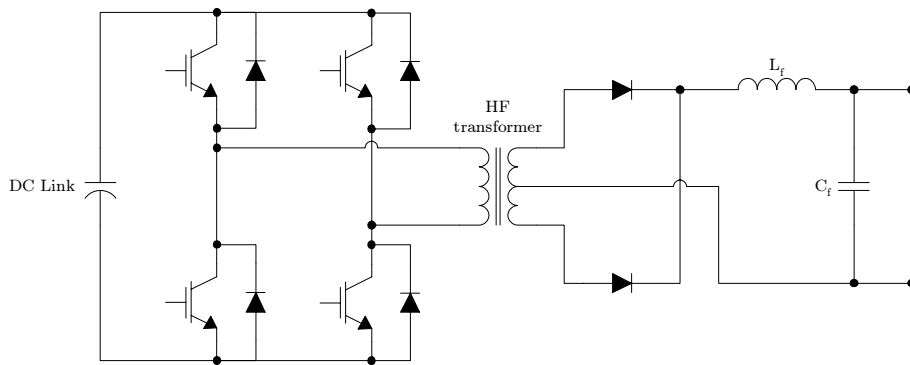 HF
transformer
L_f
DC Link
C_f